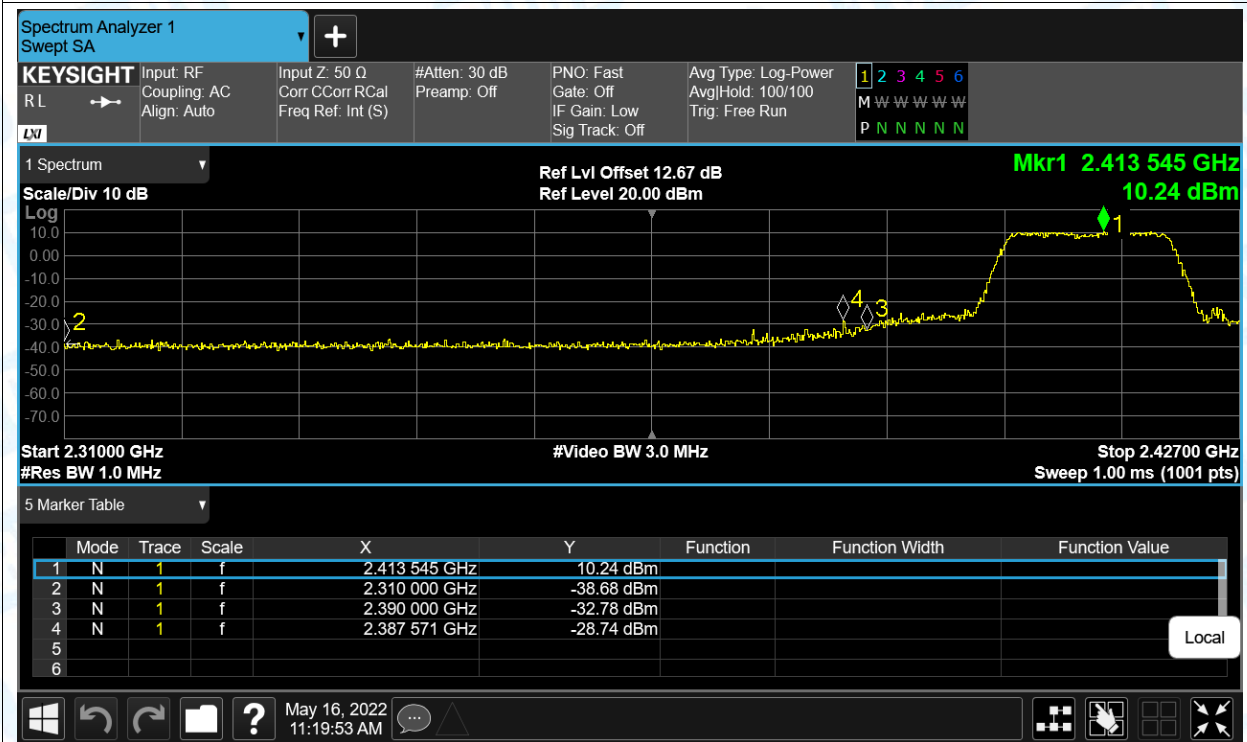 Spectrum Analyzer 1
Swept SA
KEYSIGHT
R L
LXI
Input: RF
Coupling: AC
Align: Auto
Input Z: 50 Ω
Corr CCorr RCal
Freq Ref: Int (S)
#Atten: 30 dB
Preamp: Off
PNO: Fast
Gate: Off
IF Gain: Low
Sig Track: Off
Avg Type: Log-Power
Avg|Hold: 100/100
Trig: Free Run
1 2 3 4 5 6
M W W W W W
P N N N N N
1 Spectrum
Scale/Div 10 dB
Ref Lvl Offset 12.67 dB
Ref Level 20.00 dBm
Mkr1 2.413 545 GHz
10.24 dBm
Log
10.0
0.00
-10.0
-20.0
-30.0
-40.0
-50.0
-60.0
-70.0
2
4
3
1
Start 2.31000 GHz
#Video BW 3.0 MHz
Stop 2.42700 GHz
#Res BW 1.0 MHz
Sweep 1.00 ms (1001 pts)
5 Marker Table
Mode Trace Scale X Y Function Function Width Function Value
1 N 1 f 2.413 545 GHz 10.24 dBm
2 N 1 f 2.310 000 GHz -38.68 dBm
3 N 1 f 2.390 000 GHz -32.78 dBm
4 N 1 f 2.387 571 GHz -28.74 dBm
5
6
Local
?
May 16, 2022
11:19:53 AM